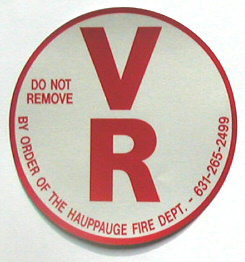 V
DO NOT
REMOVE
R
BY ORDER OF THE HAUPPAUGE FIRE DEPT. - 631-265-2499